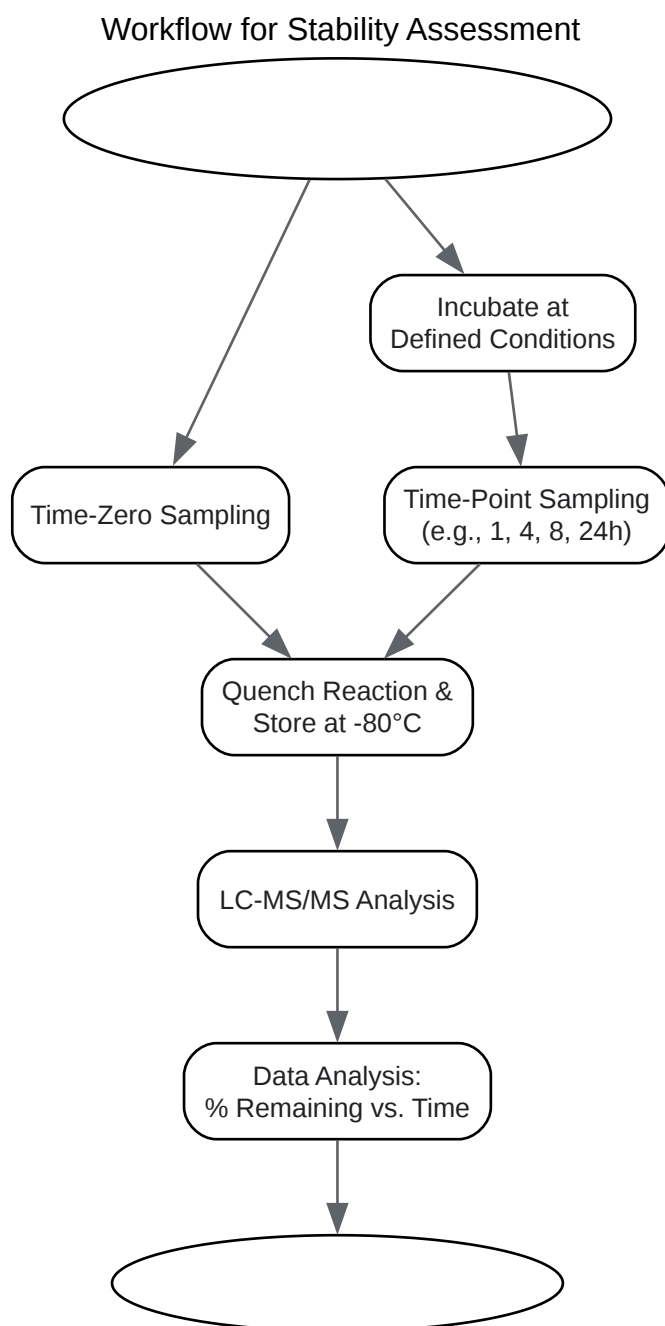 Workflow for Stability Assessment
Incubate at
Defined Conditions
Time-Zero Sampling
Time-Point Sampling
(e.g., 1, 4, 8, 24h)
Quench Reaction &
Store at -80°C
LC-MS/MS Analysis
Data Analysis:
% Remaining vs. Time